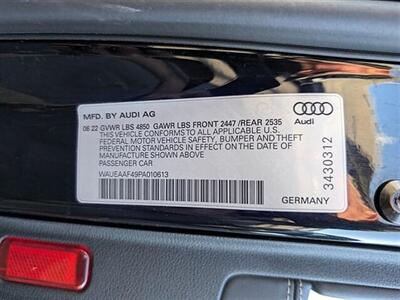 MFD. BY AUDI AG
08 22 GVWR LBS 4850 GAWR LBS FRONT 2447 /REAR 2535
THIS VEHICLE CONFORMS TO ALL APPLICABLE U.S.
FEDERAL MOTOR VEHICLE SAFETY, BUMPER AND THEFT
PREVENTION STANDARDS IN EFFECT ON THE DATE OF
MANUFACTURE SHOWN ABOVE
PASSENGER CAR
WAUEAAF49PA010613
GERMANY
Audi
3430312